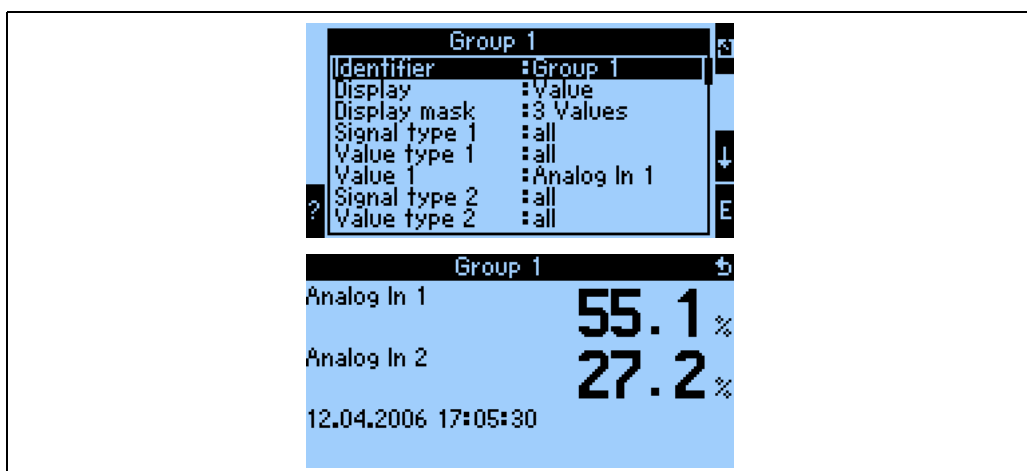 Group 1
Identifier :Group 1
Display :Value
Display mask :3 Values
Signal type 1 :all
Value type 1 :all
Value 1 :Analog In 1
Signal type 2 :all
Value type 2 :all
? E
Group 1
Analog In 1 55.1 %
Analog In 2 27.2 %
12.04.2006 17:05:30